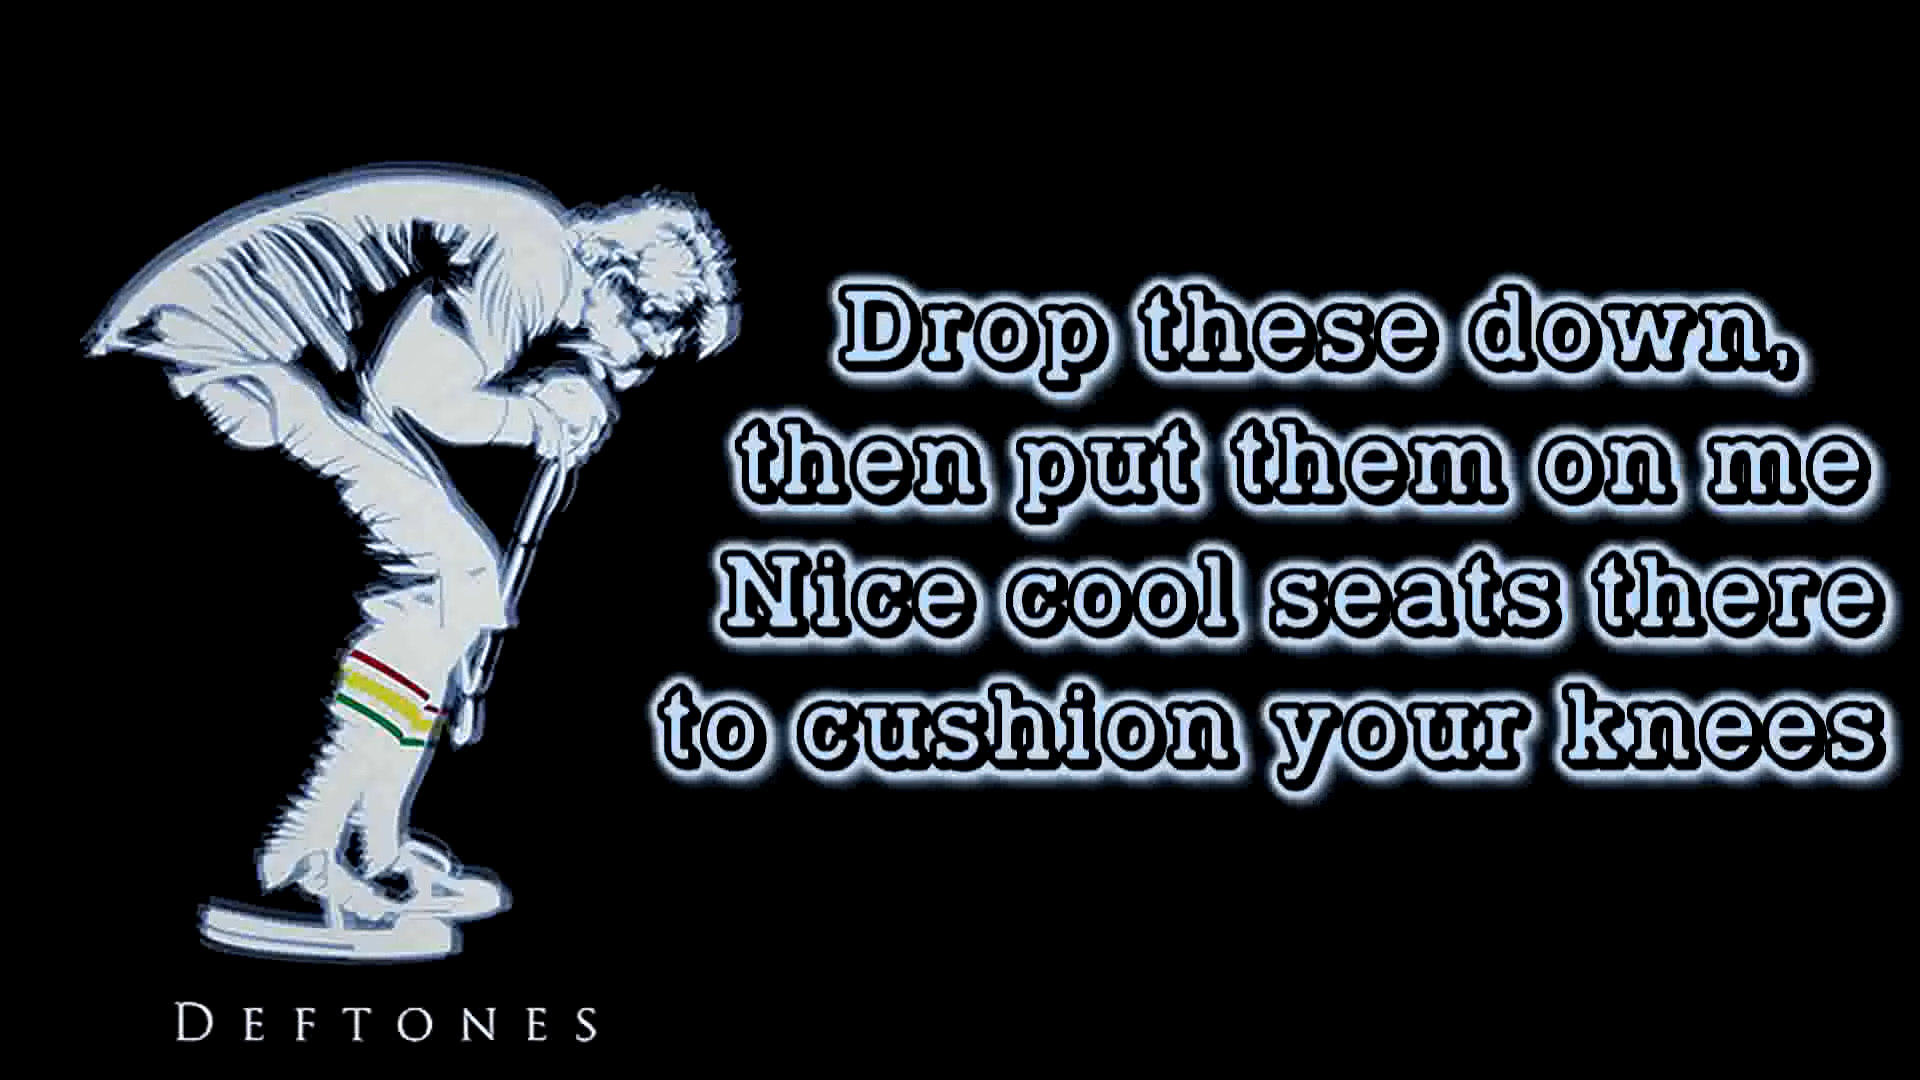 Drop these down,
then put them on me
Nice cool seats there
to cushion your knees
DEFTONES